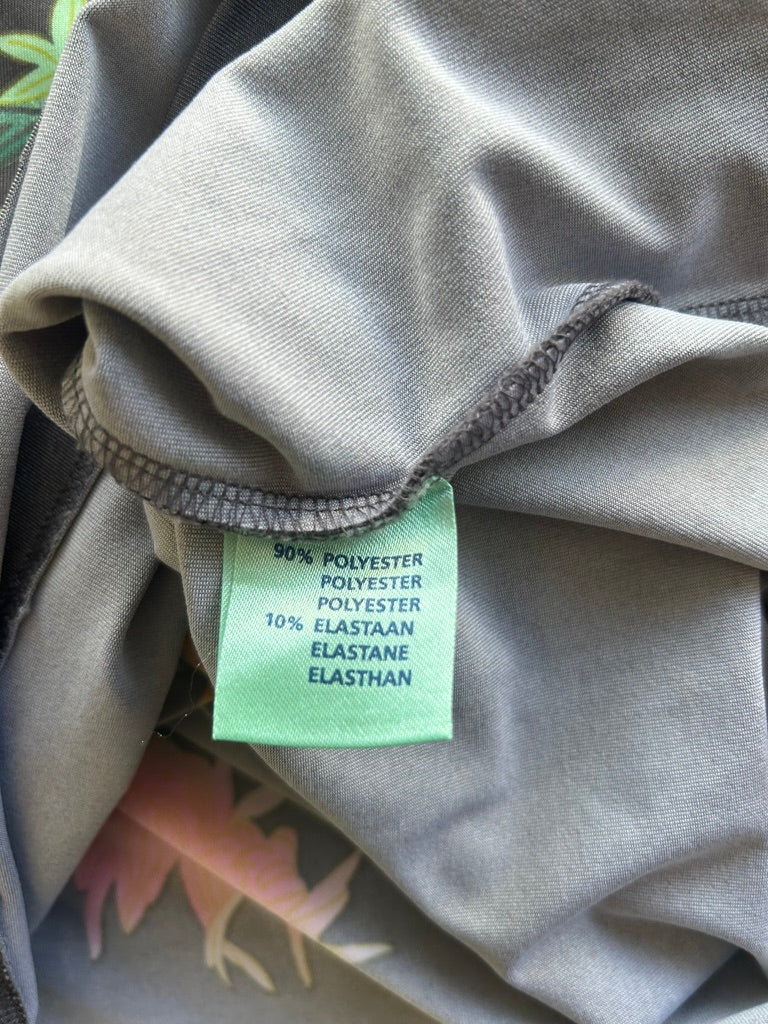 90% POLYESTER
POLYESTER
POLYESTER
10% ELASTAAN
ELASTANE
ELASTHAN